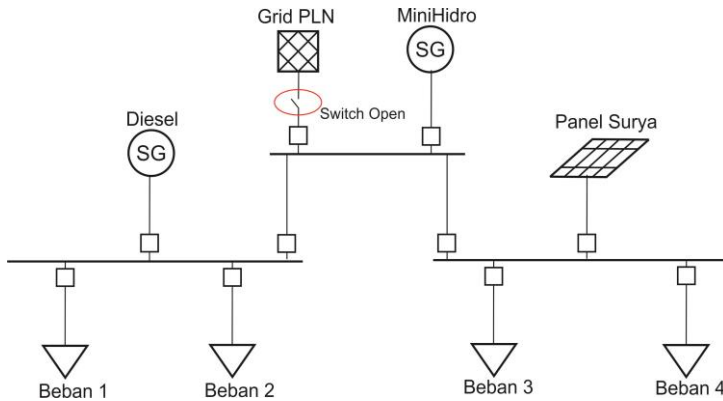 Grid PLN
MiniHidro
SG
Switch Open
Diesel
SG
Panel Surya
Beban 1
Beban 2
Beban 3
Beban 4